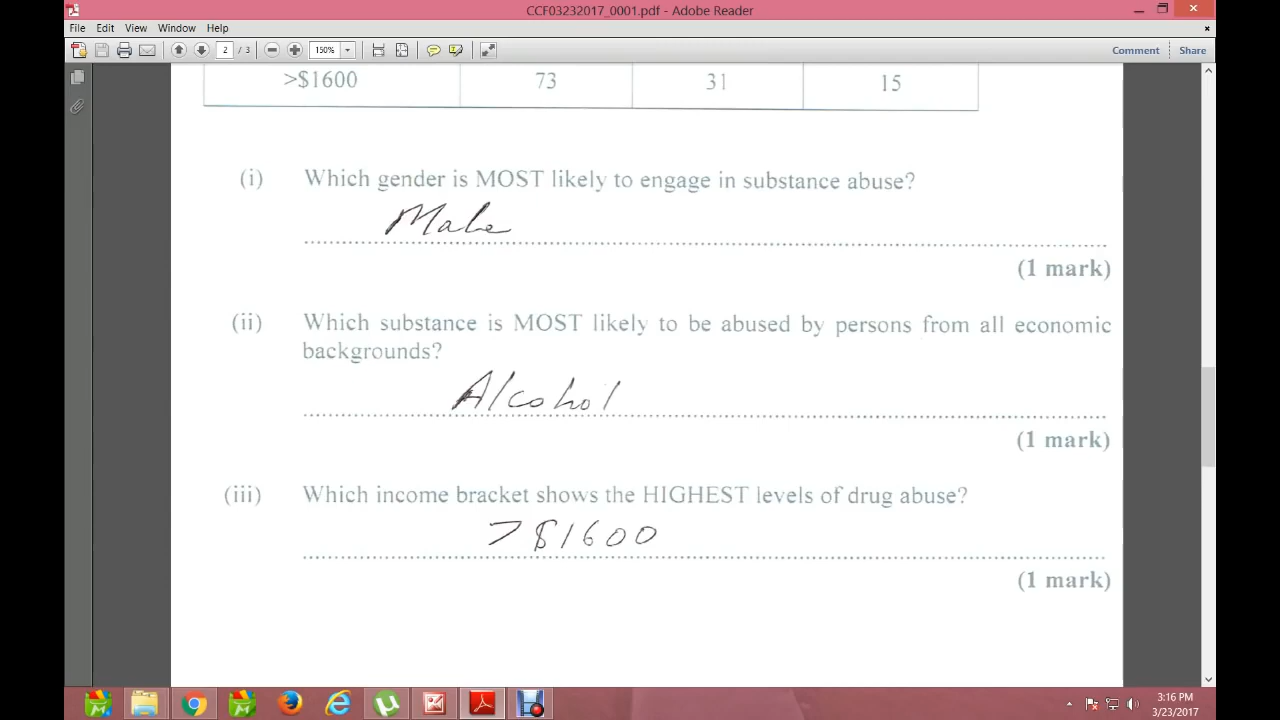 CCF03232017_0001.pdf - Adobe Reader
File Edit View Window Help
2 / 3 150% Comment Share
>$1600 73 31 15
(i) Which gender is MOST likely to engage in substance abuse?
Male
(1 mark)
(ii) Which substance is MOST likely to be abused by persons from all economic
backgrounds?
Alcohol
(1 mark)
(iii) Which income bracket shows the HIGHEST levels of drug abuse?
>$1600
(1 mark)
3:16 PM
3/23/2017